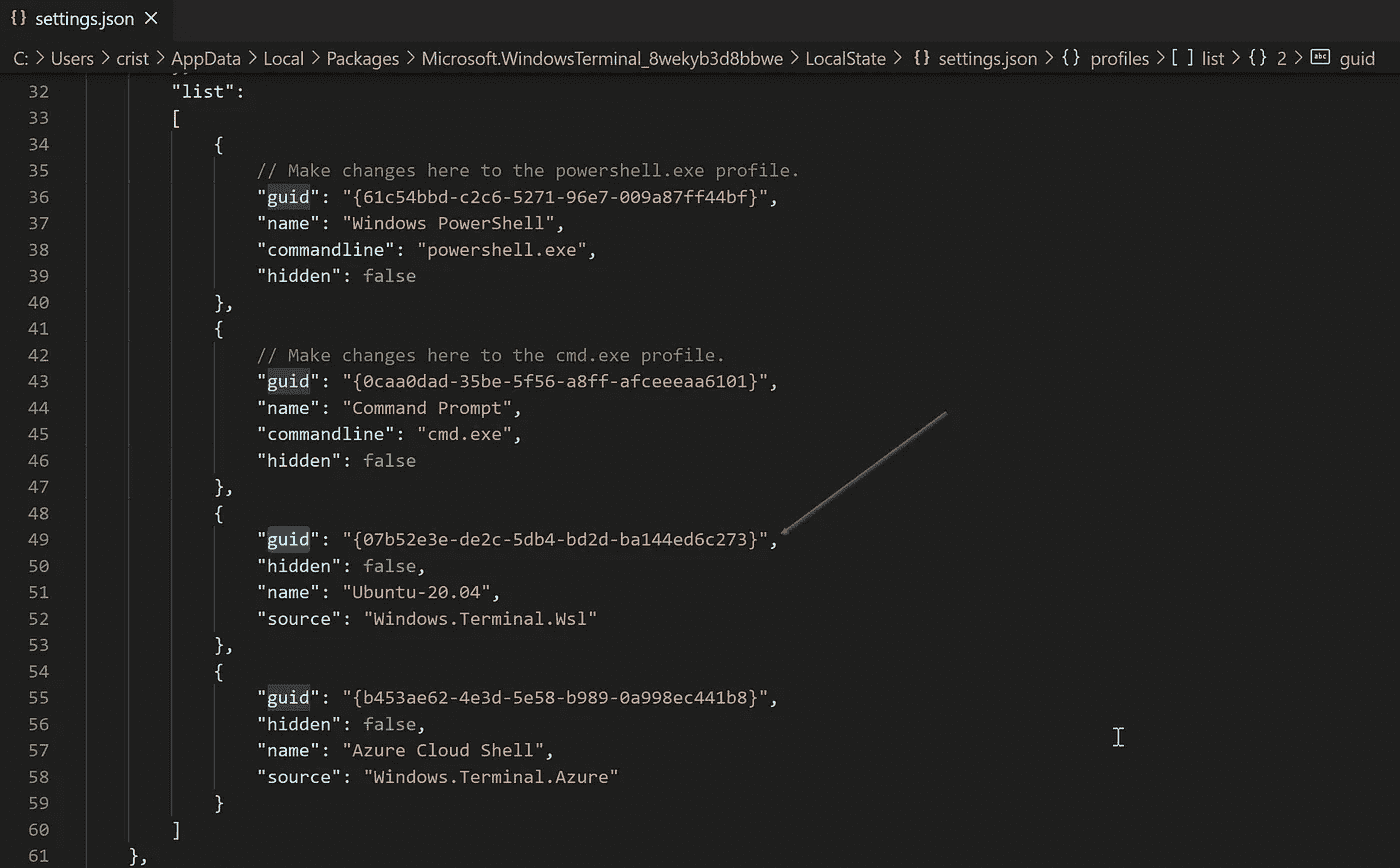 {} settings.json ×
C: > Users > crist > AppData > Local > Packages > Microsoft.WindowsTerminal_8wekyb3d8bbwe > LocalState > {} settings.json > {} profiles > [ ] list > {} 2 > abc guid
32 "list":
33 [
34 {
35 // Make changes here to the powershell.exe profile.
36 "guid": "{61c54bbd-c2c6-5271-96e7-009a87ff44bf}",
37 "name": "Windows PowerShell",
38 "commandline": "powershell.exe",
39 "hidden": false
40 },
41 {
42 // Make changes here to the cmd.exe profile.
43 "guid": "{0caa0dad-35be-5f56-a8ff-afceeeaa6101}",
44 "name": "Command Prompt",
45 "commandline": "cmd.exe",
46 "hidden": false
47 },
48 {
49 "guid": "{07b52e3e-de2c-5db4-bd2d-ba144ed6c273}",
50 "hidden": false,
51 "name": "Ubuntu-20.04",
52 "source": "Windows.Terminal.Wsl"
53 },
54 {
55 "guid": "{b453ae62-4e3d-5e58-b989-0a998ec441b8}",
56 "hidden": false,
57 "name": "Azure Cloud Shell",
58 "source": "Windows.Terminal.Azure"
59 }
60 ]
61 },